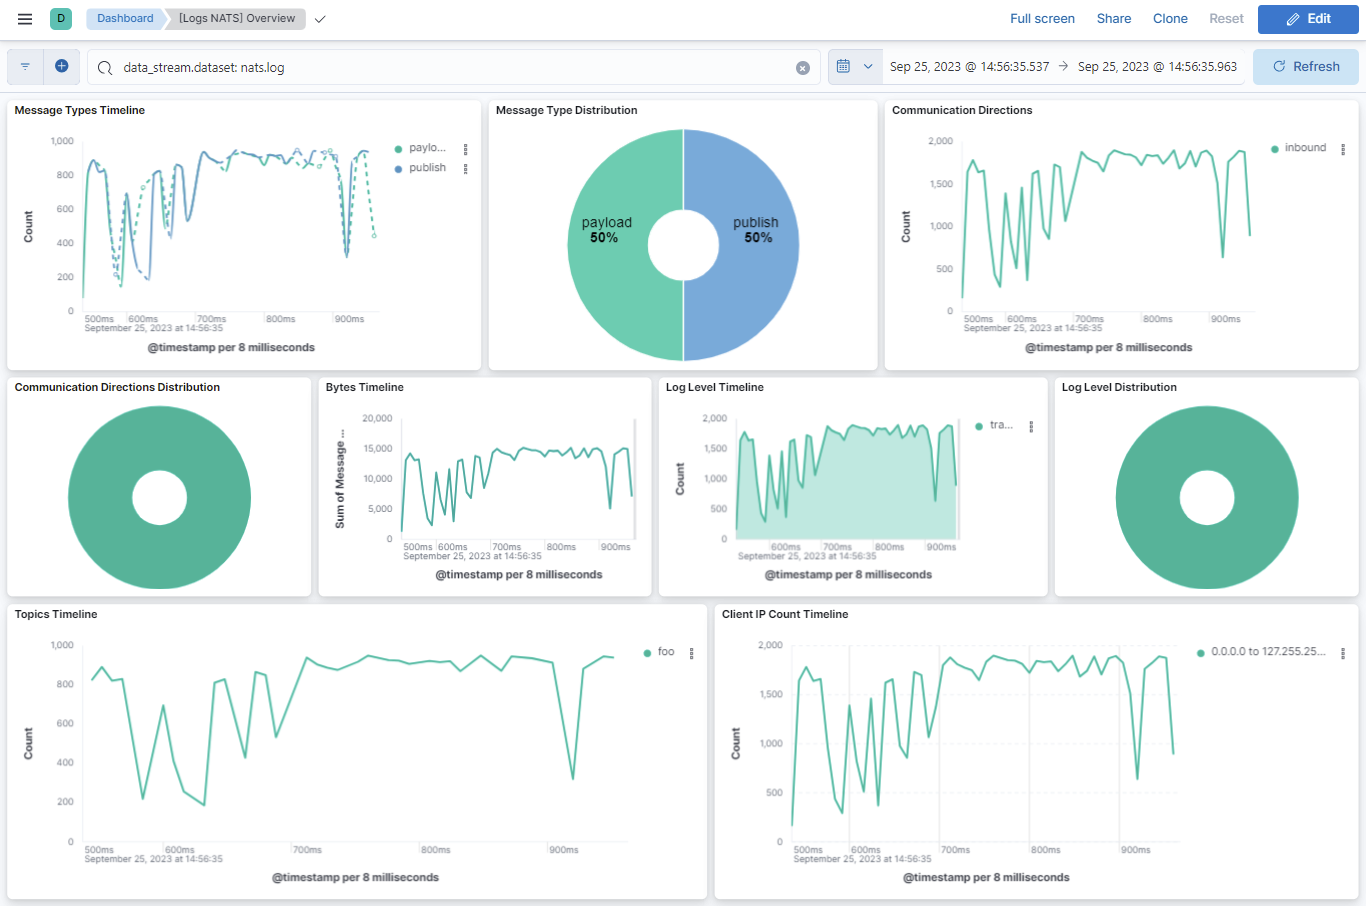 D Dashboard [Logs NATS] Overview Full screen Share Clone Reset Edit
data_stream.dataset: nats.log Sep 25, 2023 @ 14:56:35.537 → Sep 25, 2023 @ 14:56:35.963 Refresh
Message Types Timeline
1,000
800
600
400
200
0
Count
500ms 600ms 700ms 800ms 900ms
September 25, 2023 at 14:56:35
@timestamp per 8 milliseconds
paylo...
publish
Message Type Distribution
payload
50%
publish
50%
Communication Directions
2,000
1,500
1,000
500
0
Count
500ms 600ms 700ms 800ms 900ms
September 25, 2023 at 14:56:35
@timestamp per 8 milliseconds
inbound
Communication Directions Distribution
Bytes Timeline
20,000
15,000
10,000
5,000
0
Sum of Message ...
500ms 600ms 700ms 800ms 900ms
September 25, 2023 at 14:56:35
@timestamp per 8 milliseconds
Log Level Timeline
2,000
1,500
1,000
500
0
Count
600ms 700ms 800ms 900ms
September 25, 2023 at 14:56:35
@timestamp per 8 milliseconds
tra...
Log Level Distribution
Topics Timeline
1,000
800
600
400
200
0
Count
500ms 600ms 700ms 800ms 900ms
September 25, 2023 at 14:56:35
@timestamp per 8 milliseconds
foo
Client IP Count Timeline
2,000
1,500
1,000
500
0
Count
500ms 600ms 700ms 800ms 900ms
September 25, 2023 at 14:56:35
@timestamp per 8 milliseconds
0.0.0.0 to 127.255.25...